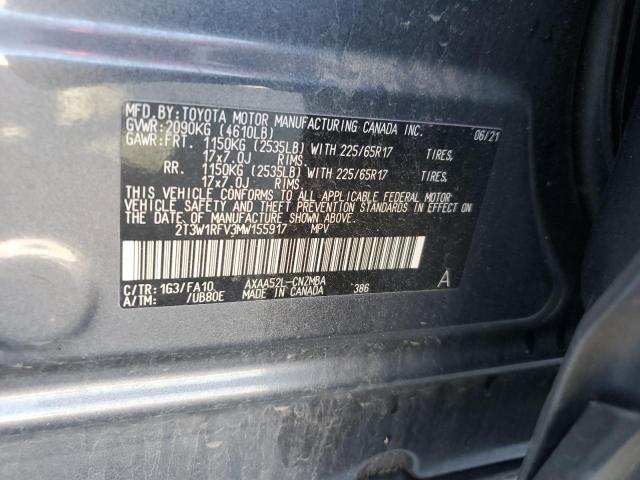 MFD. BY: TOYOTA MOTOR MANUFACTURING CANADA INC. 06/21
GVWR: 2090KG (4610LB)
GAWR: FRT. 1150KG (2535LB) WITH 225/65R17 TIRES,
17x7.0J RIMS.
RR. 1150KG (2535LB) WITH 225/65R17 TIRES,
17x7.0J RIMS.
THIS VEHICLE CONFORMS TO ALL APPLICABLE FEDERAL MOTOR
VEHICLE SAFETY AND THEFT PREVENTION STANDARDS IN EFFECT ON
THE DATE OF MANUFACTURE SHOWN ABOVE.
2T3W1RFV3MW155917 MPV
C/TR: 1G3/FA10 AXAA52L-CNZMBA
A/TM: /UB80E MADE IN CANADA 386 A